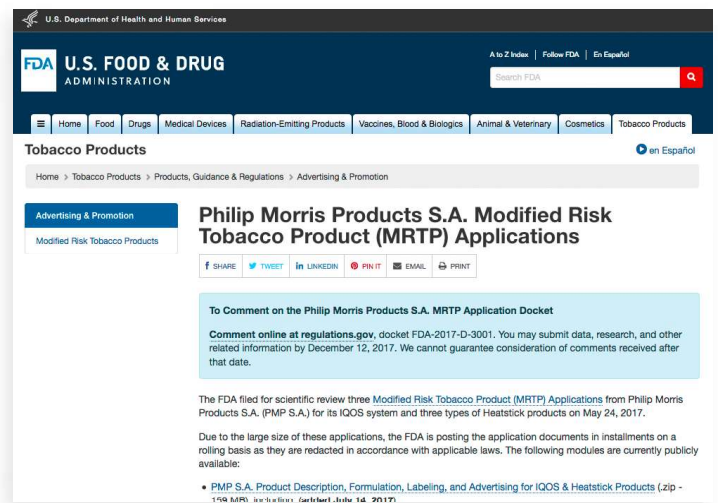 U.S. Department of Health and Human Services
FDA U.S. FOOD & DRUG
ADMINISTRATION
A to Z Index | Follow FDA | En Español
Search FDA
Home Food Drugs Medical Devices Radiation-Emitting Products Vaccines, Blood & Biologics Animal & Veterinary Cosmetics Tobacco Products
Tobacco Products
en Español
Home > Tobacco Products > Products, Guidance & Regulations > Advertising & Promotion
Advertising & Promotion
Modified Risk Tobacco Products
Philip Morris Products S.A. Modified Risk
Tobacco Product (MRTP) Applications
f SHARE TWEET in LINKEDIN PIN IT EMAIL PRINT
To Comment on the Philip Morris Products S.A. MRTP Application Docket
Comment online at regulations.gov, docket FDA-2017-D-3001. You may submit data, research, and other
related information by December 12, 2017. We cannot guarantee consideration of comments received after
that date.
The FDA filed for scientific review three Modified Risk Tobacco Product (MRTP) Applications from Philip Morris
Products S.A. (PMP S.A.) for its IQOS system and three types of Heatstick products on May 24, 2017.
Due to the large size of these applications, the FDA is posting the application documents in installments on a
rolling basis as they are redacted in accordance with applicable laws. The following modules are currently publicly
available:
• PMP S.A. Product Description, Formulation, Labeling, and Advertising for IQOS & Heatstick Products (.zip -
159 MB), including, (added July 14, 2017)